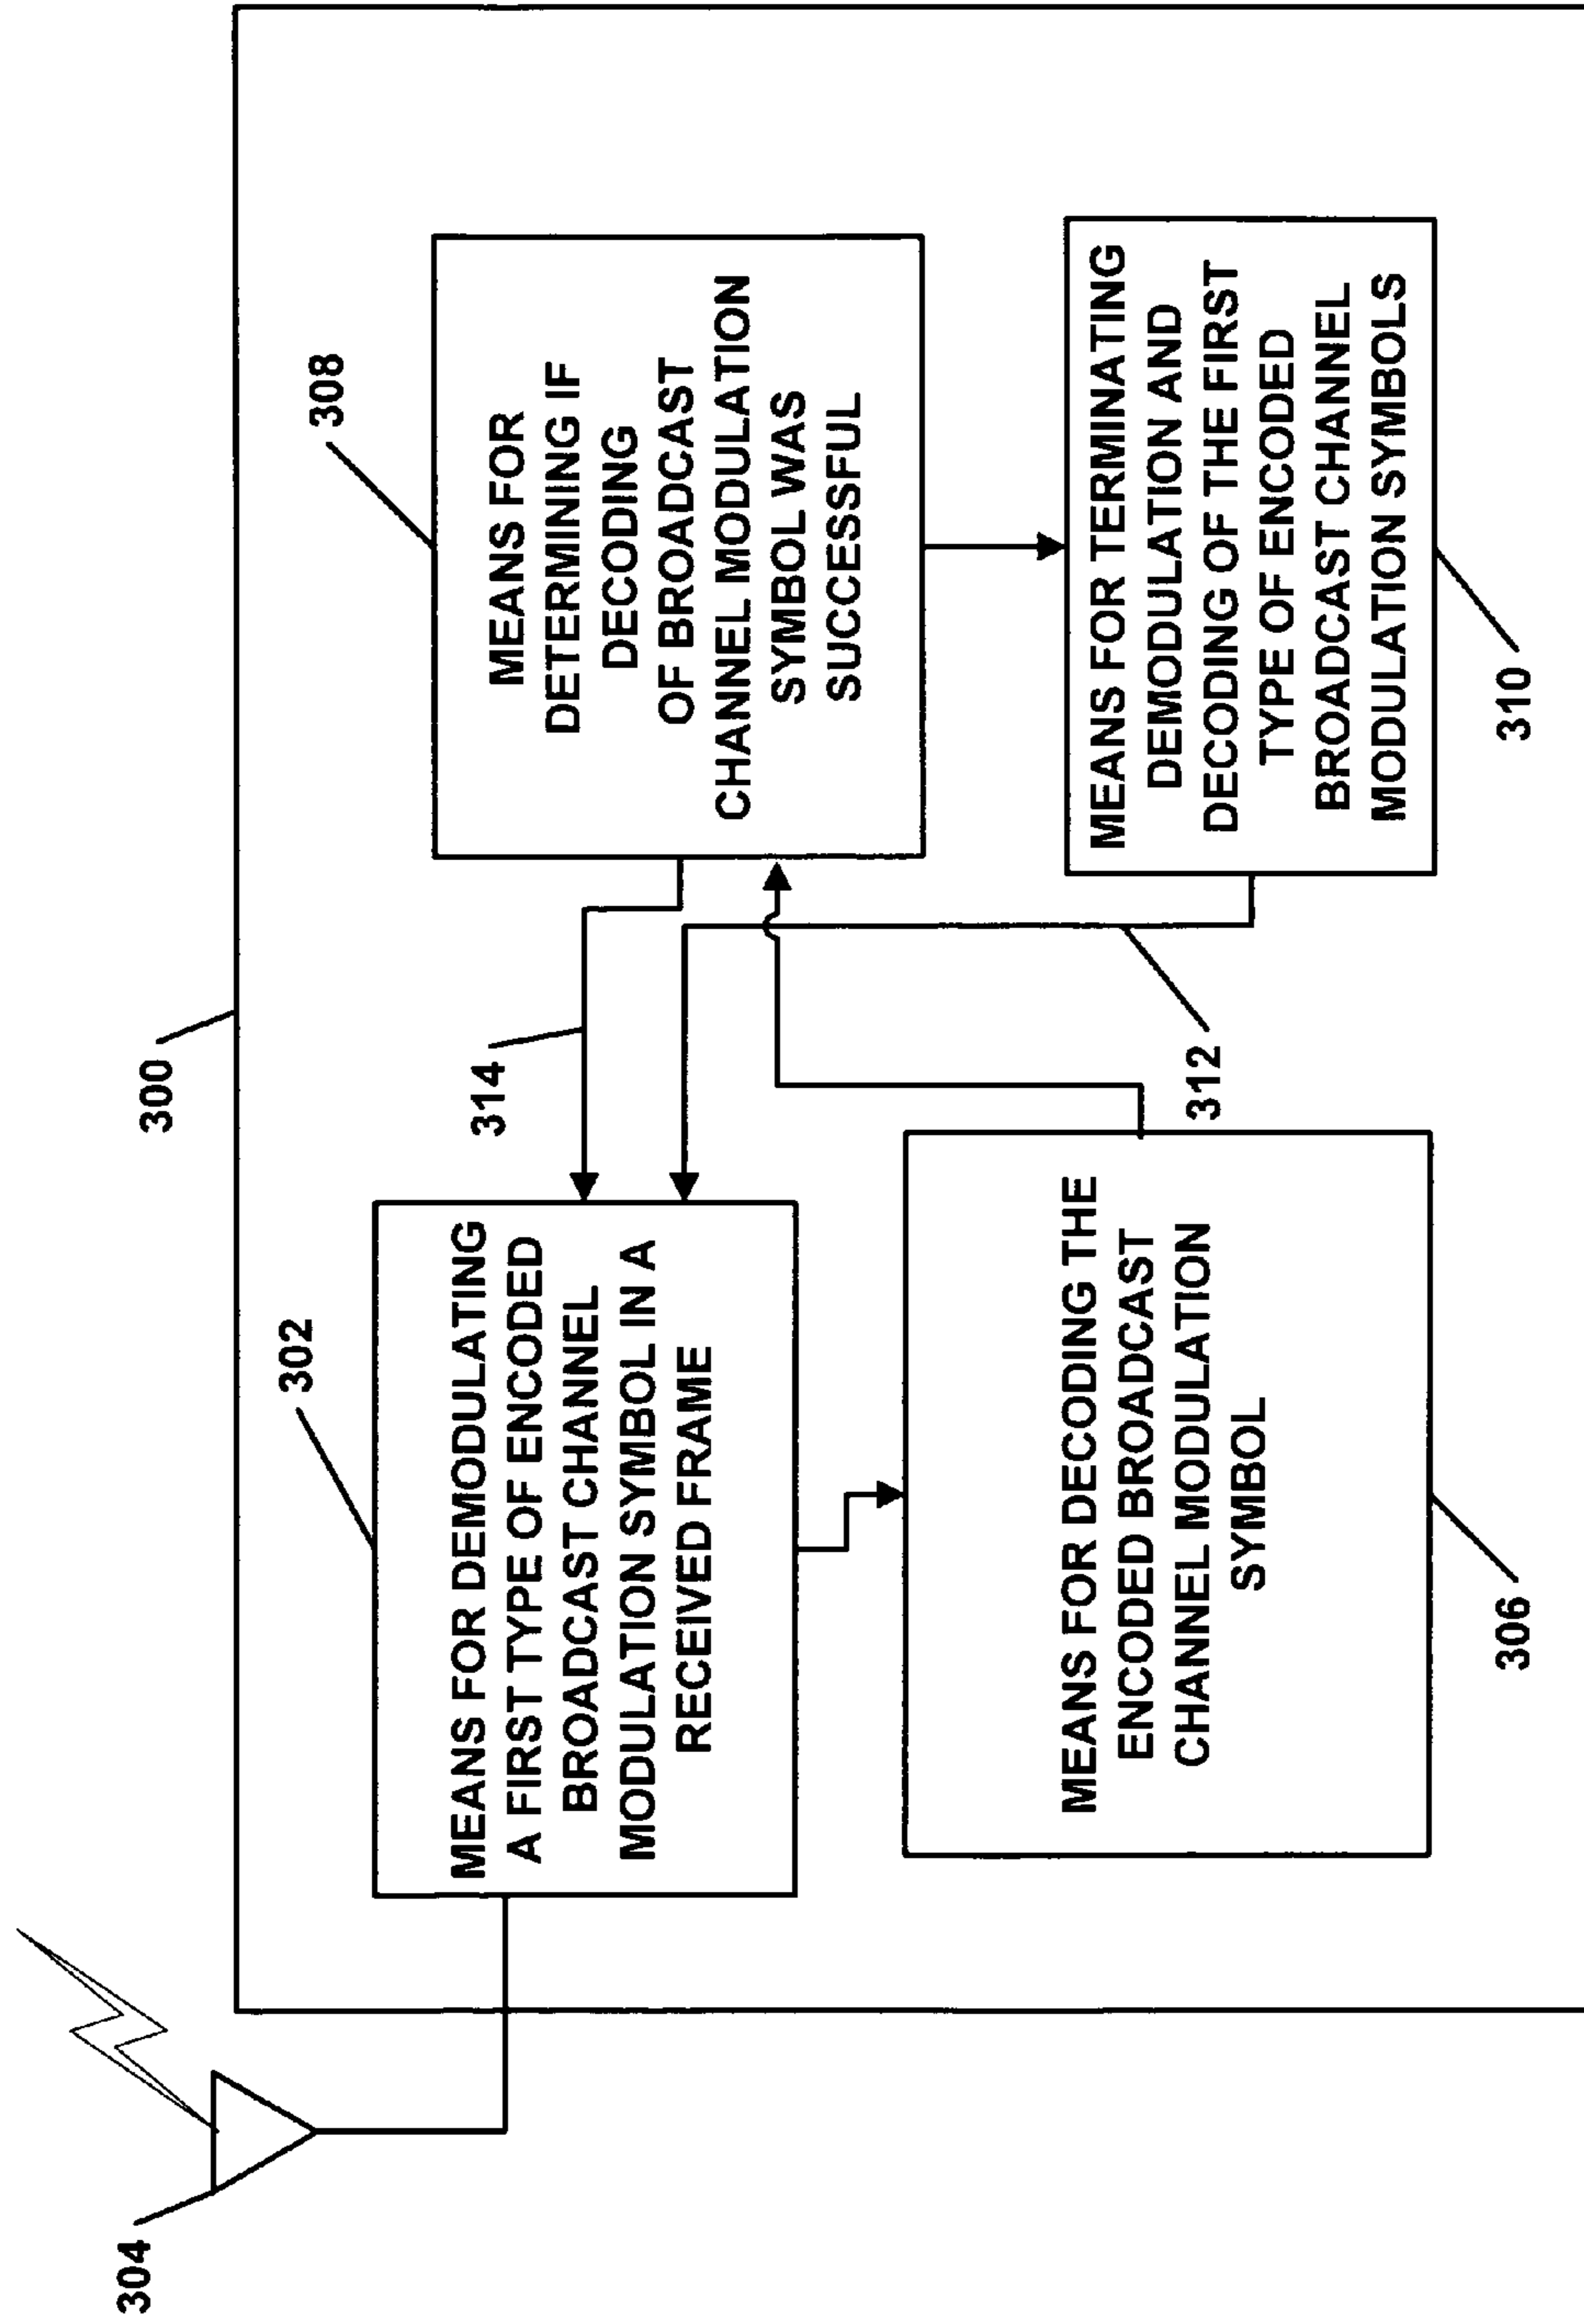 300
304
302
MEANS FOR DEMODULATING
A FIRST TYPE OF ENCODED
BROADCAST CHANNEL
MODULATION SYMBOL IN A
RECEIVED FRAME
314
308
MEANS FOR
DETERMINING IF
DECODING
OF BROADCAST
CHANNEL MODULATION
SYMBOL WAS
SUCCESSFUL
MEANS FOR DECODING THE
ENCODED BROADCAST
CHANNEL MODULATION
SYMBOL
306
312
MEANS FOR TERMINATING
DEMODULATION AND
DECODING OF THE FIRST
TYPE OF ENCODED
BROADCAST CHANNEL
MODULATION SYMBOLS
310